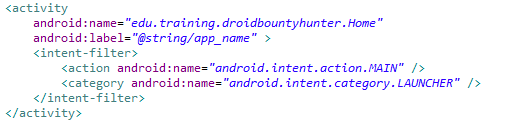 <activity
    android:name="edu.training.droidbountyhunter.Home"
    android:label="@string/app_name" >
    <intent-filter>
        <action android:name="android.intent.action.MAIN" />
        <category android:name="android.intent.category.LAUNCHER" />
    </intent-filter>
</activity>